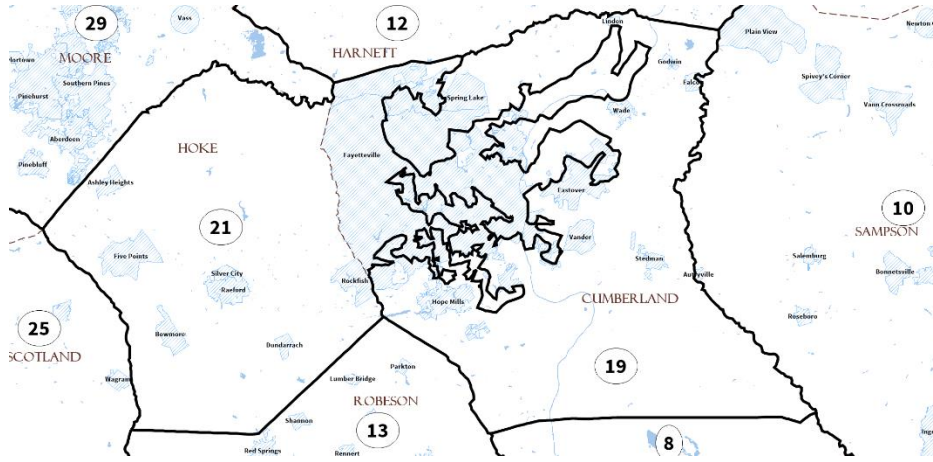 29
Vass
MOORE
Southern Pines
Pinehurst
Aberdeen
Pinebluff
Ashley Heights
12
HARNETT
Linden
Godwin
Falcon
Plain View
Spivey's Corner
Vann Crossroads
Spring Lake
Wade
Fayetteville
HOKE
21
Eastover
10
SAMPSON
Five Points
Silver City
Raeford
Rockfish
Vander
Stedman
Autryville
Salemburg
Bonnetsville
Hope Mills
CUMBERLAND
Roseboro
25
SCOTLAND
Bowmore
Dundarrach
Wagram
Lumber Bridge
Parkton
19
ROBESON
13
Shannon
Red Springs
Rennert
8